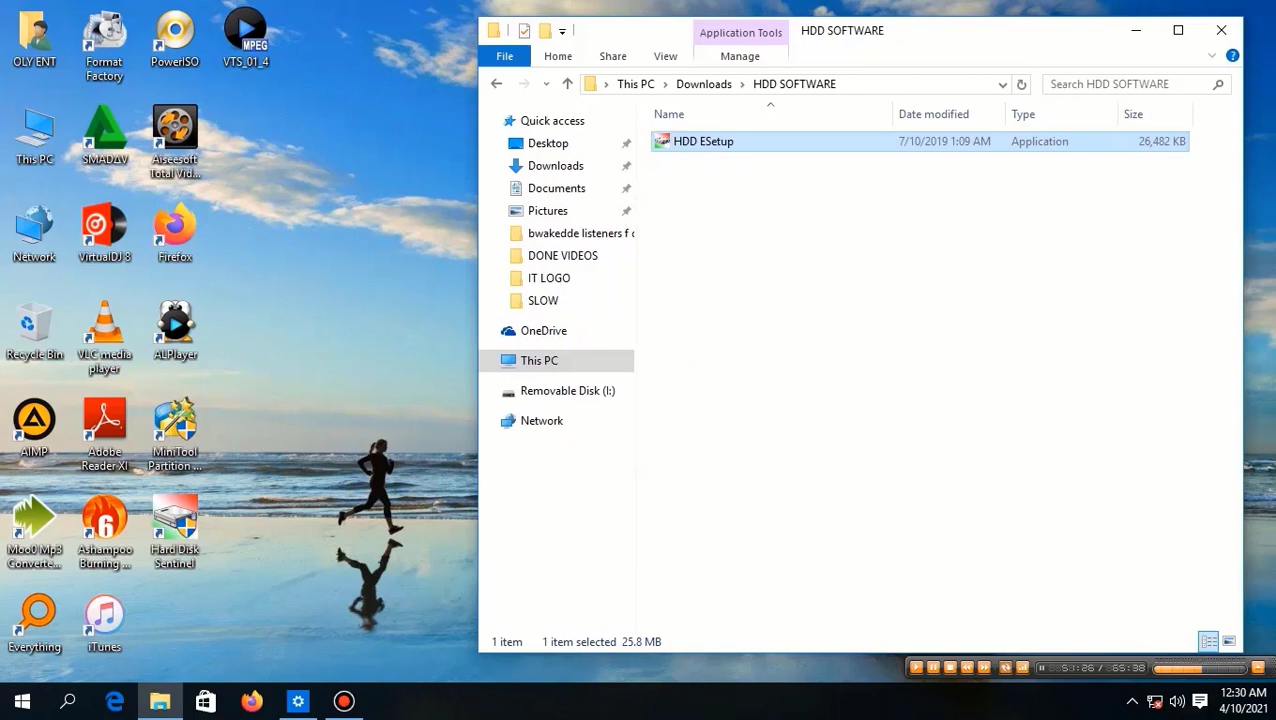 OLY ENT
Format
Factory
PowerISO
MPEG
VTS_01_4
This PC
SMADΔV
Aiseesoft
Total Vid...
Network
VirtualDJ 8
Firefox
Recycle Bin
VLC media
player
ALPlayer
AIMP
Adobe
Reader XI
MiniTool
Partition ...
Moo0 Mp3
Converte...
6
Ashampoo
Burning ...
Hard Disk
Sentinel
Everything
iTunes
Application Tools
HDD SOFTWARE
File
Home
Share
View
Manage
This PC
Downloads
HDD SOFTWARE
Search HDD SOFTWARE
Name
Date modified
Type
Size
HDD ESetup
7/10/2019 1:09 AM
Application
26,482 KB
Quick access
Desktop
Downloads
Documents
Pictures
bwakedde listeners f
DONE VIDEOS
IT LOGO
SLOW
OneDrive
This PC
Removable Disk (I:)
Network
1 item
1 item selected 25.8 MB
12:30 AM
4/10/2021